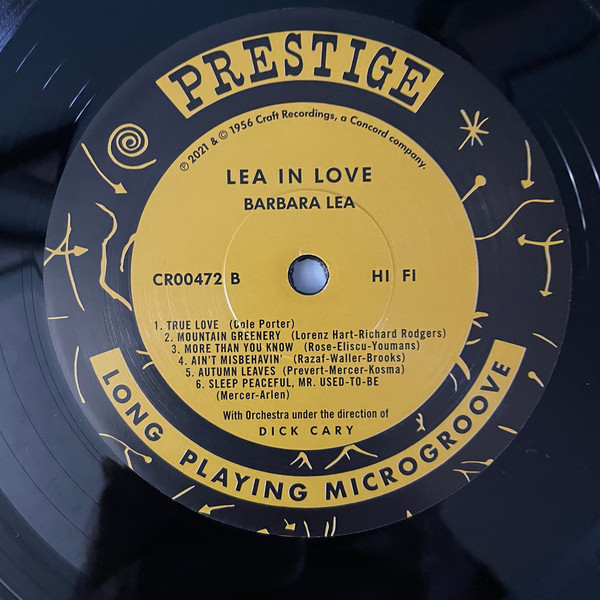 PRESTIGE
℗ 2021 & © 1956 Craft Recordings, a Concord company.
LEA IN LOVE
BARBARA LEA
CR00472 B HI FI
1. TRUE LOVE (Cole Porter)
2. MOUNTAIN GREENERY (Lorenz Hart-Richard Rodgers)
3. MORE THAN YOU KNOW (Rose-Eliscu-Youmans)
4. AIN'T MISBEHAVIN' (Razaf-Waller-Brooks)
5. AUTUMN LEAVES (Prevert-Mercer-Kosma)
6. SLEEP PEACEFUL, MR. USED-TO-BE
(Mercer-Arlen)
With Orchestra under the direction of
DICK CARY
LONG PLAYING MICROGROOVE